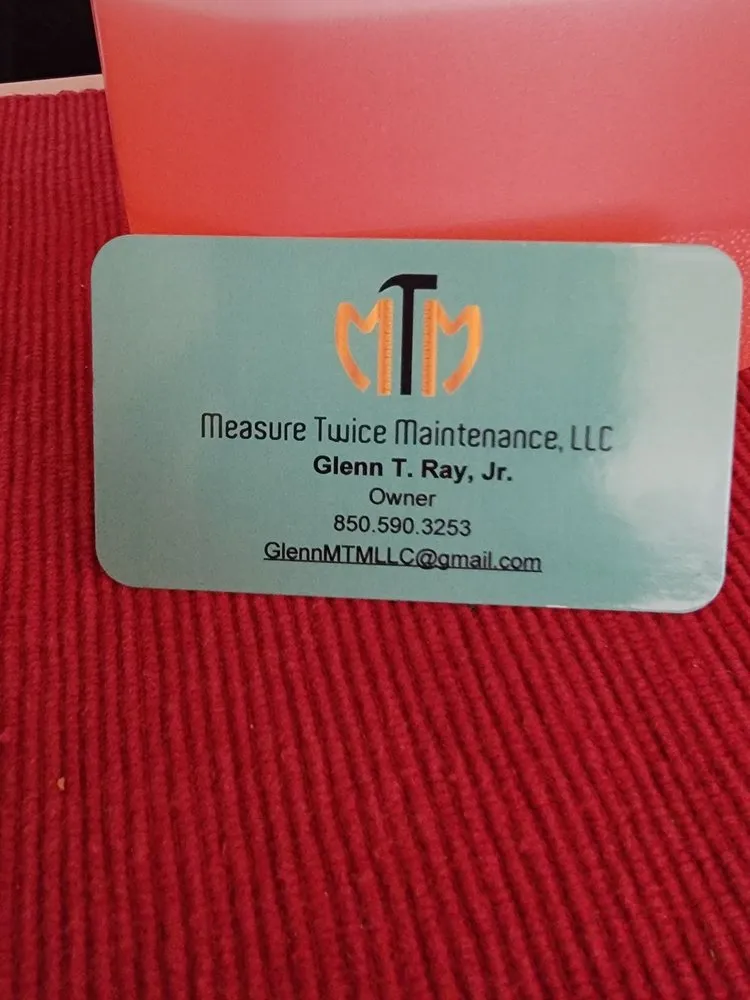 MTM
Measure Twice Maintenance, LLC
Glenn T. Ray, Jr.
Owner
850.590.3253
GlennMTMLLC@gmail.com